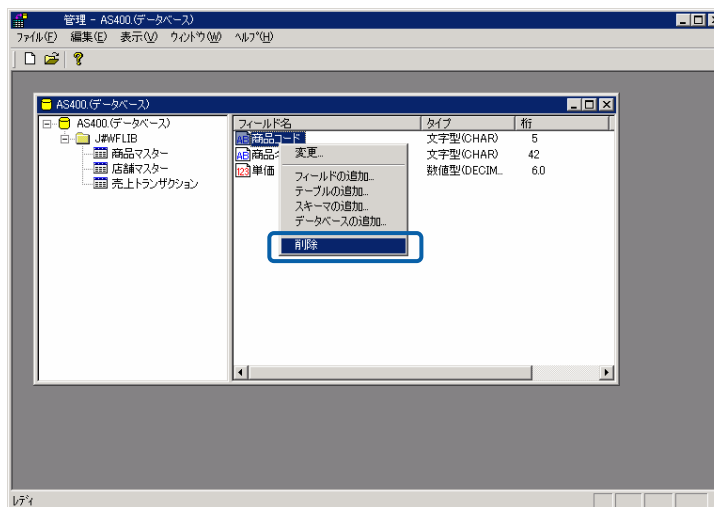 管理 - AS400.(データベース)
ファイル(F) 編集(E) 表示(V) ウィンドウ(W) ヘルプ(H)
AS400.(データベース)
AS400.(データベース)
J#WFLIB
商品マスター
店舗マスター
売上トランザクション
フィールド名 タイプ 桁
商品コード 文字型(CHAR) 5
商品 文字型(CHAR) 42
単価 数値型(DECIM... 6.0
変更...
フィールドの追加...
テーブルの追加...
スキーマの追加...
データベースの追加...
削除
レディ